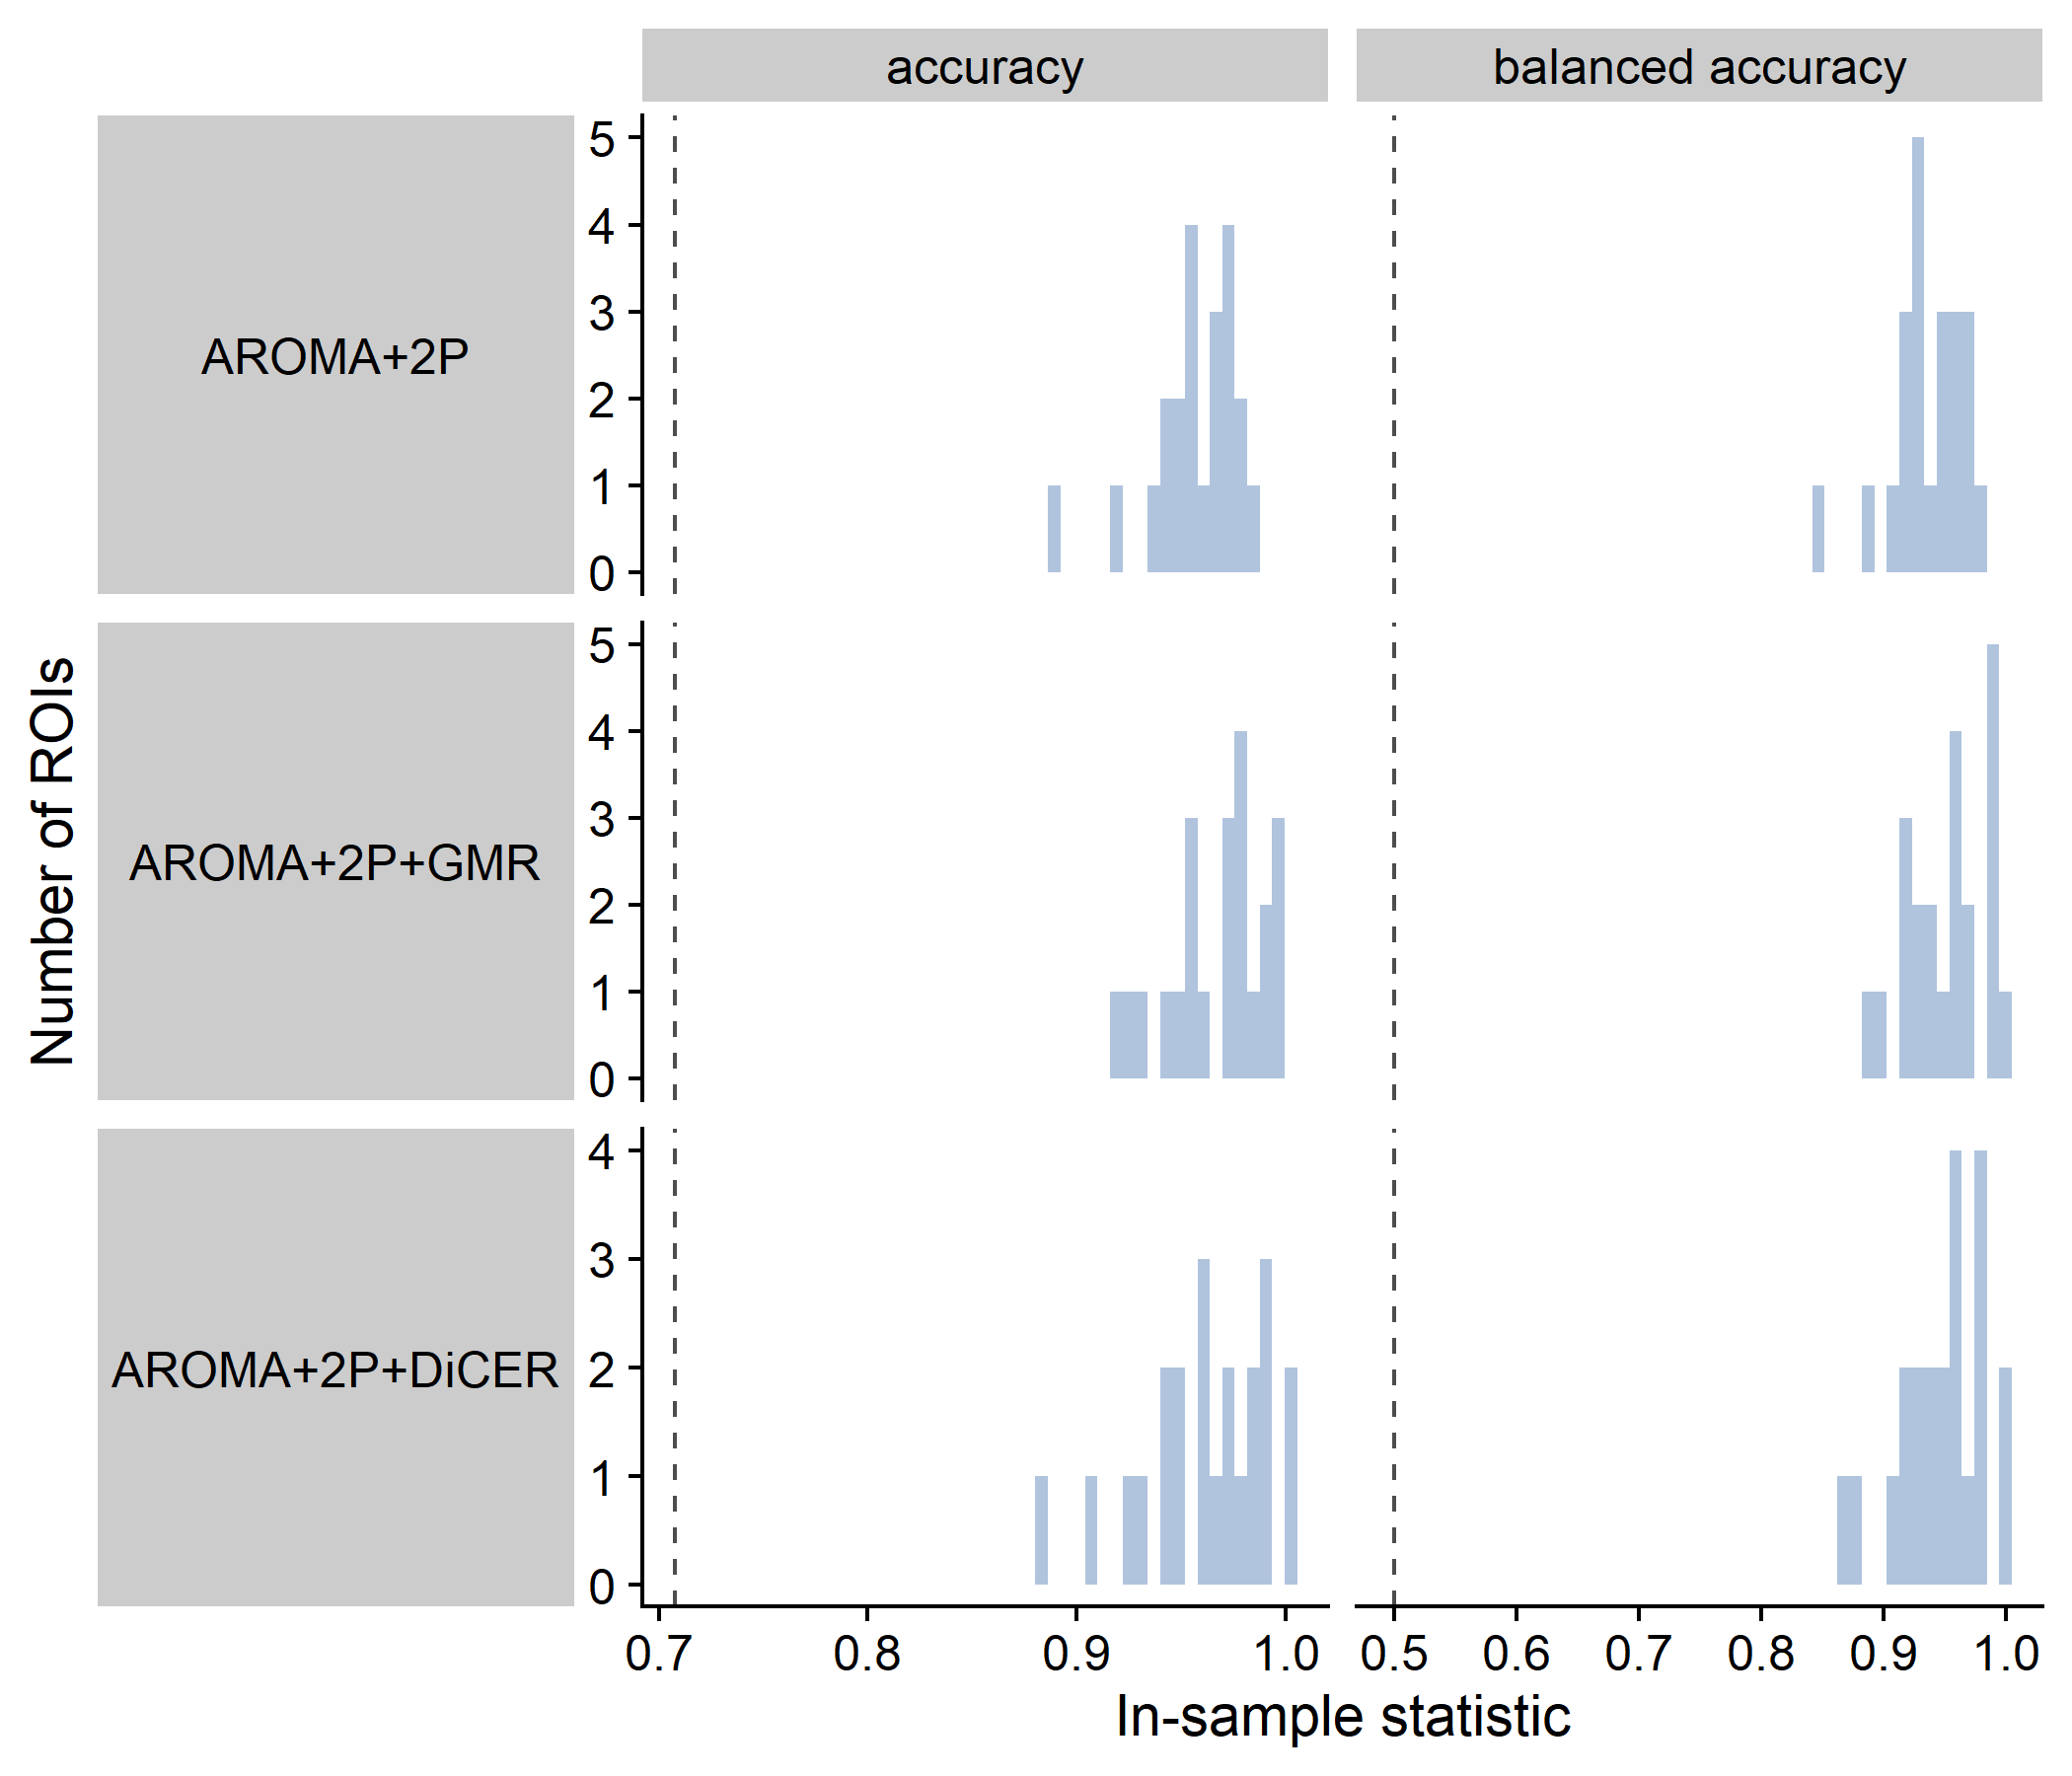 accuracy
balanced accuracy
Number of ROIs
AROMA+2P
5
4
3
2
1
0
AROMA+2P+GMR
5
4
3
2
1
0
AROMA+2P+DiCER
4
3
2
1
0
0.7 0.8 0.9 1.0 0.5 0.6 0.7 0.8 0.9 1.0
In-sample statistic